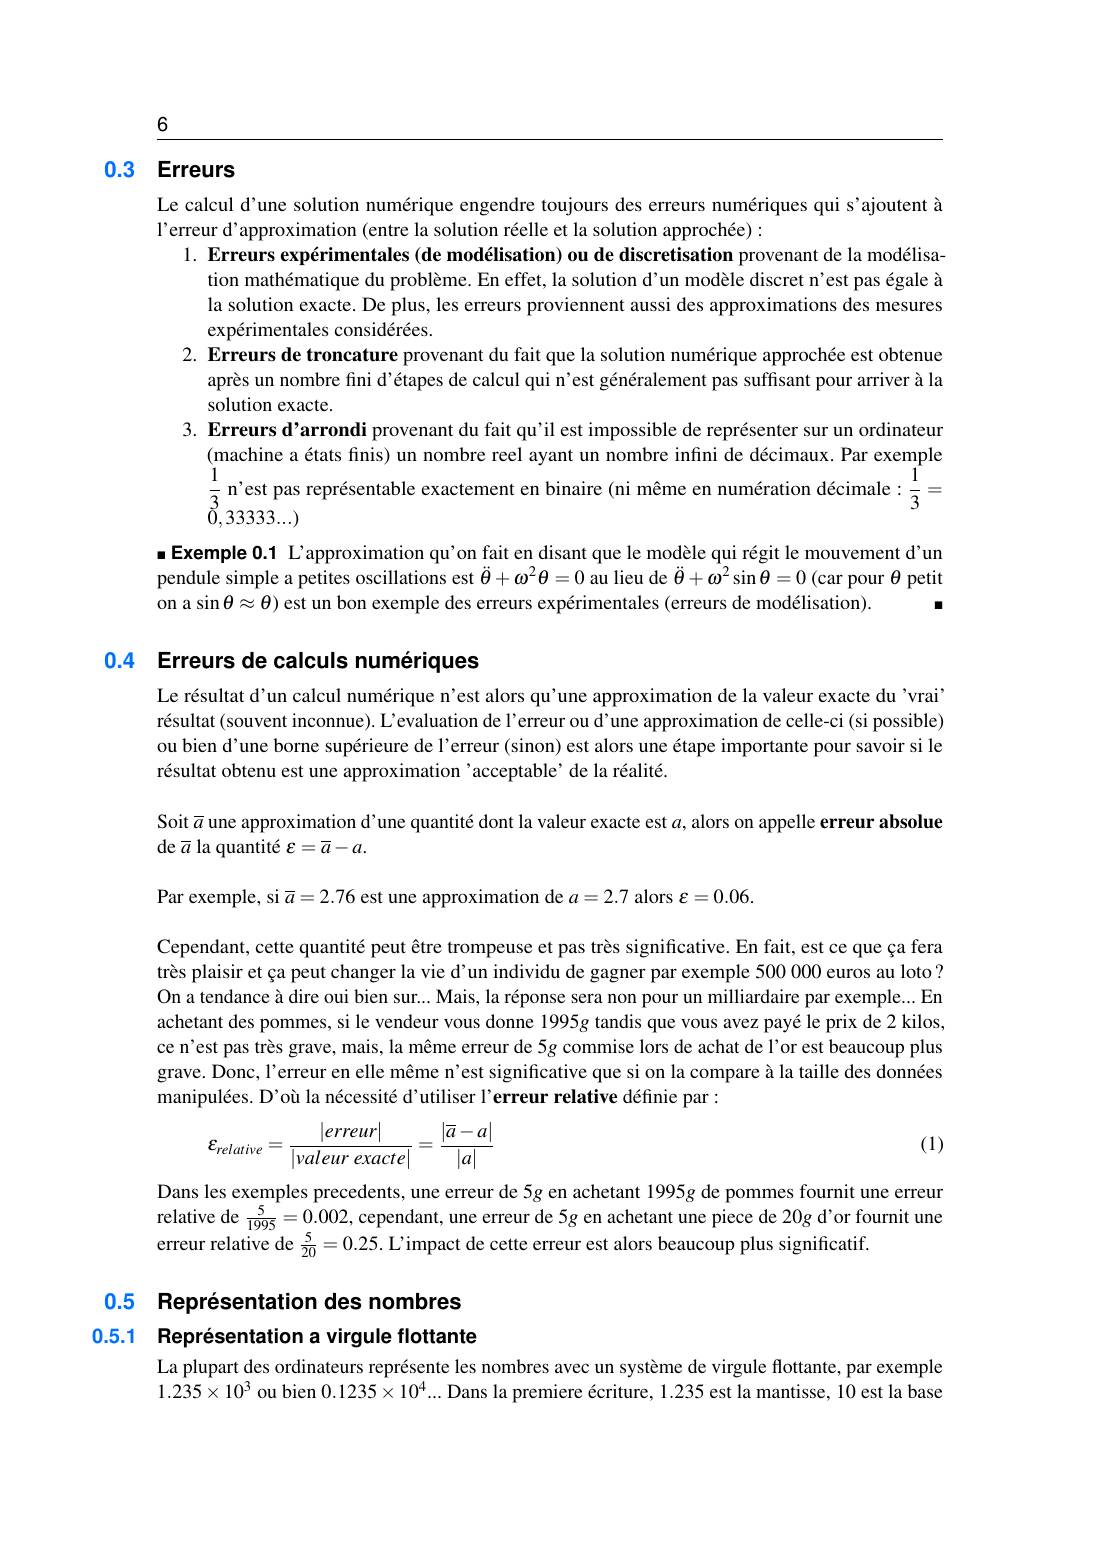 6
0.3 Erreurs
Le calcul d'une solution numérique engendre toujours des erreurs numériques qui s'ajoutent à
l'erreur d'approximation (entre la solution réelle et la solution approchée) :
1. Erreurs expérimentales (de modélisation) ou de discretisation provenant de la modélisa-
tion mathématique du problème. En effet, la solution d'un modèle discret n'est pas égale à
la solution exacte. De plus, les erreurs proviennent aussi des approximations des mesures
expérimentales considérées.
2. Erreurs de troncature provenant du fait que la solution numérique approchée est obtenue
après un nombre fini d'étapes de calcul qui n'est généralement pas suffisant pour arriver à la
solution exacte.
3. Erreurs d'arrondi provenant du fait qu'il est impossible de représenter sur un ordinateur
(machine a états finis) un nombre reel ayant un nombre infini de décimaux. Par exemple
1/3 n'est pas représentable exactement en binaire (ni même en numération décimale : 1/3 =
0,33333...)
■ Exemple 0.1 L'approximation qu'on fait en disant que le modèle qui régit le mouvement d'un
pendule simple a petites oscillations est θ̈ + ω²θ = 0 au lieu de θ̈ + ω² sin θ = 0 (car pour θ petit
on a sin θ ≈ θ) est un bon exemple des erreurs expérimentales (erreurs de modélisation). ■
0.4 Erreurs de calculs numériques
Le résultat d'un calcul numérique n'est alors qu'une approximation de la valeur exacte du 'vrai'
résultat (souvent inconnue). L'evaluation de l'erreur ou d'une approximation de celle-ci (si possible)
ou bien d'une borne supérieure de l'erreur (sinon) est alors une étape importante pour savoir si le
résultat obtenu est une approximation 'acceptable' de la réalité.
Soit a̅ une approximation d'une quantité dont la valeur exacte est a, alors on appelle erreur absolue
de a̅ la quantité ε = a̅ − a.
Par exemple, si a̅ = 2.76 est une approximation de a = 2.7 alors ε = 0.06.
Cependant, cette quantité peut être trompeuse et pas très significative. En fait, est ce que ça fera
très plaisir et ça peut changer la vie d'un individu de gagner par exemple 500 000 euros au loto ?
On a tendance à dire oui bien sur... Mais, la réponse sera non pour un milliardaire par exemple... En
achetant des pommes, si le vendeur vous donne 1995g tandis que vous avez payé le prix de 2 kilos,
ce n'est pas très grave, mais, la même erreur de 5g commise lors de achat de l'or est beaucoup plus
grave. Donc, l'erreur en elle même n'est significative que si on la compare à la taille des données
manipulées. D'où la nécessité d'utiliser l'erreur relative définie par :
ε_relative = |erreur| / |valeur exacte| = |a̅ − a| / |a| (1)
Dans les exemples precedents, une erreur de 5g en achetant 1995g de pommes fournit une erreur
relative de 5/1995 = 0.002, cependant, une erreur de 5g en achetant une piece de 20g d'or fournit une
erreur relative de 5/20 = 0.25. L'impact de cette erreur est alors beaucoup plus significatif.
0.5 Représentation des nombres
0.5.1 Représentation a virgule flottante
La plupart des ordinateurs représente les nombres avec un système de virgule flottante, par exemple
1.235 × 10³ ou bien 0.1235 × 10⁴... Dans la premiere écriture, 1.235 est la mantisse, 10 est la base